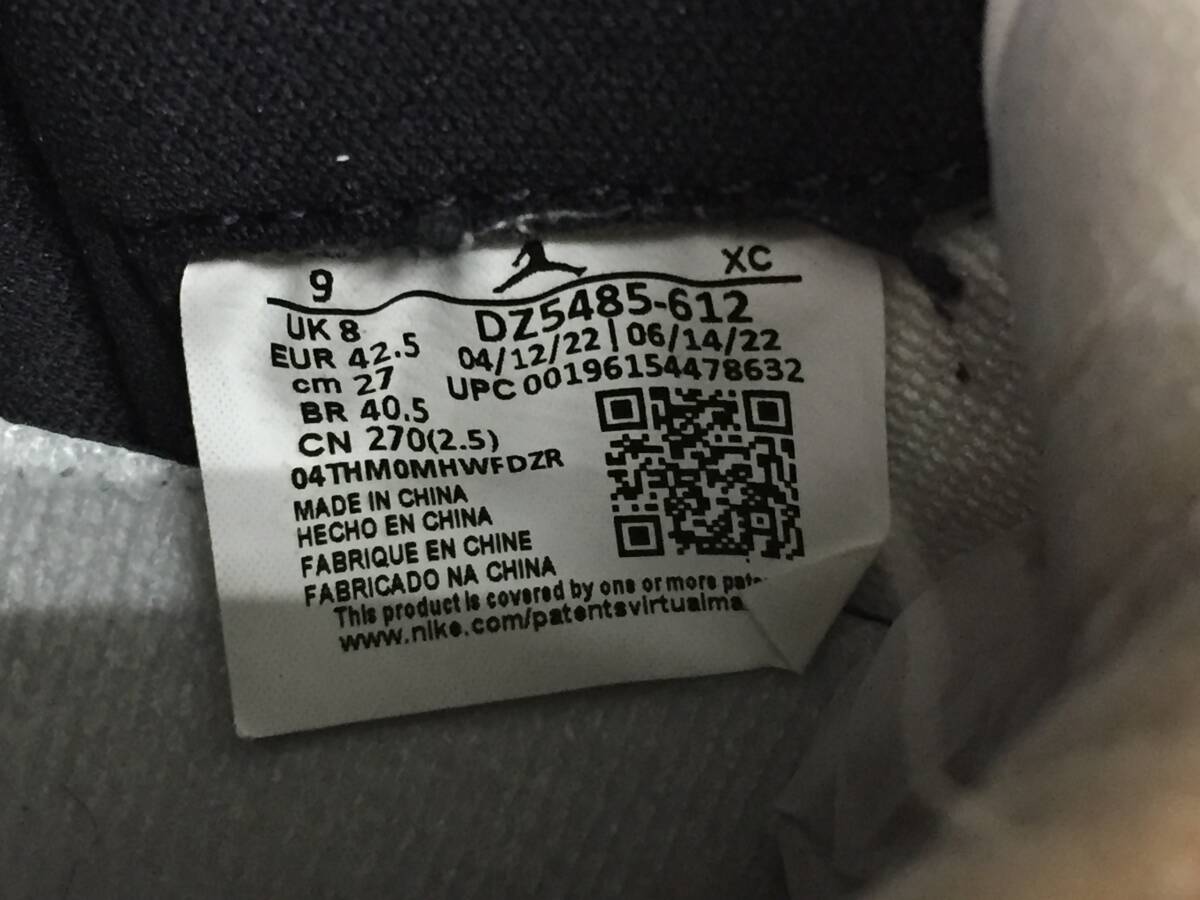 9 XC
UK 8 DZ5485-612
EUR 42.5 04/12/22 | 06/14/22
cm 27 UPC 00196154478632
BR 40.5
CN 270(2.5)
04THM0MHWFDZR
MADE IN CHINA
HECHO EN CHINA
FABRIQUE EN CHINE
FABRICADO NA CHINA
This product is covered by one or more
www.nike.com/patentsvirtualma